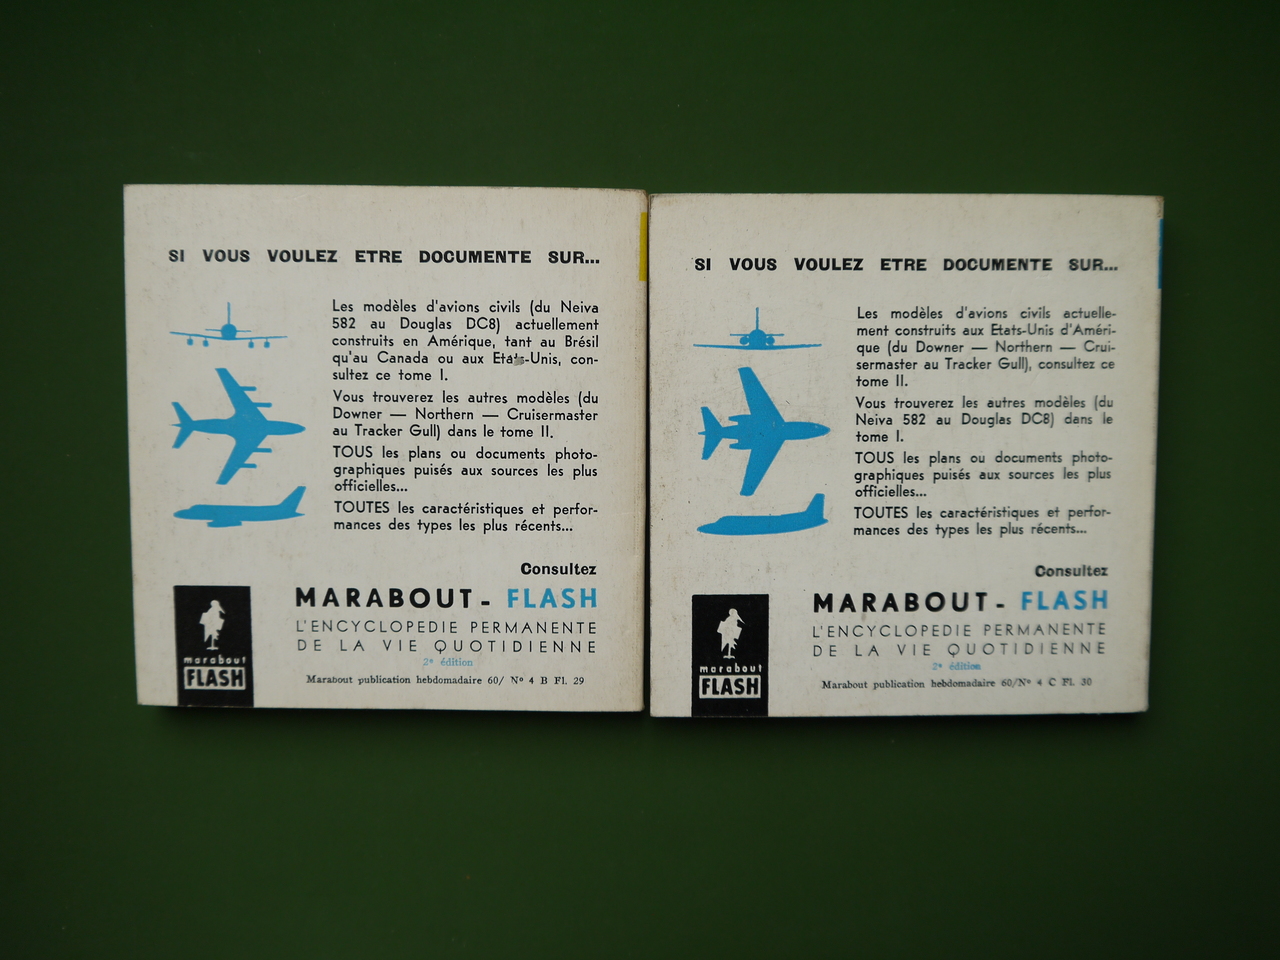 SI VOUS VOULEZ ETRE DOCUMENTE SUR...
Les modèles d'avions civils (du Neiva
582 au Douglas DC8) actuellement
construits en Amérique, tant au Brésil
qu'au Canada ou aux Etats-Unis, con-
sultez ce tome I.
Vous trouverez les autres modèles (du
Downer — Northern — Cruisermaster
au Tracker Gull) dans le tome II.
TOUS les plans ou documents photo-
graphiques puisés aux sources les plus
officielles...
TOUTES les caractéristiques et perfor-
mances des types les plus récents...
Consultez
MARABOUT - FLASH
L'ENCYCLOPEDIE PERMANENTE
DE LA VIE QUOTIDIENNE
2e édition
Marabout publication hebdomadaire 60/ No 4 B Fl. 29
marabout
FLASH
SI VOUS VOULEZ ETRE DOCUMENTE SUR...
Les modèles d'avions civils actuelle-
ment construits aux Etats-Unis d'Améri-
que (du Downer — Northern — Crui-
sermaster au Tracker Gull), consultez ce
tome II.
Vous trouverez les autres modèles (du
Neiva 582 au Douglas DC8) dans le
tome I.
TOUS les plans ou documents photo-
graphiques puisés aux sources les plus
officielles...
TOUTES les caractéristiques et perfor-
mances des types les plus récents...
Consultez
MARABOUT - FLASH
L'ENCYCLOPEDIE PERMANENTE
DE LA VIE QUOTIDIENNE
2e édition
Marabout publication hebdomadaire 60/No 4 C Fl. 30
marabout
FLASH